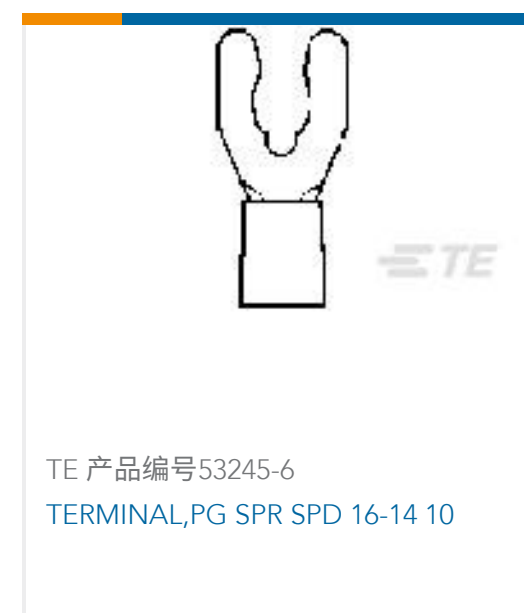 TE
TE 产品编号53245-6
TERMINAL,PG SPR SPD 16-14 10